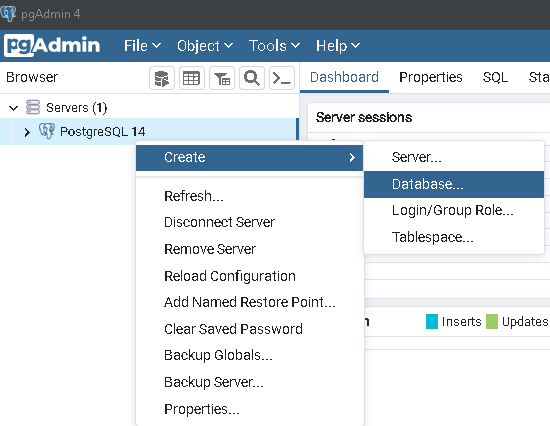 pgAdmin 4
pgAdmin File Object Tools Help
Browser Dashboard Properties SQL Sta
Servers (1)
Server sessions
PostgreSQL 14
Create
Server...
Database...
Login/Group Role...
Tablespace...
Refresh...
Disconnect Server
Remove Server
Reload Configuration
Add Named Restore Point...
Clear Saved Password
Backup Globals...
Backup Server...
Properties...
Inserts Updates